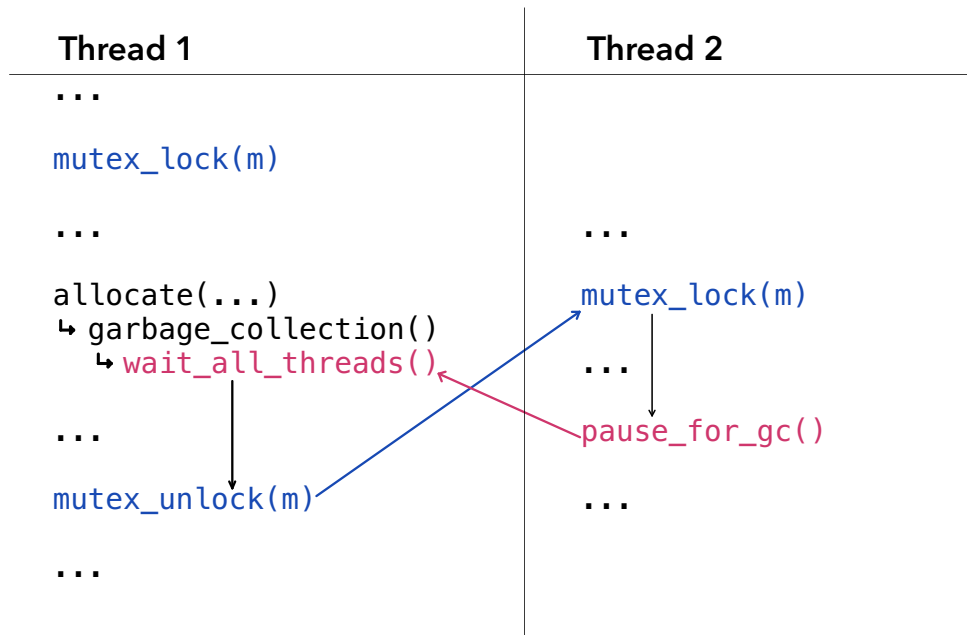 Thread 1
...
mutex_lock(m)
...
allocate(...)
↳ garbage_collection()
↳ wait_all_threads()
...
mutex_unlock(m)
...
Thread 2
...
mutex_lock(m)
...
pause_for_gc()
...